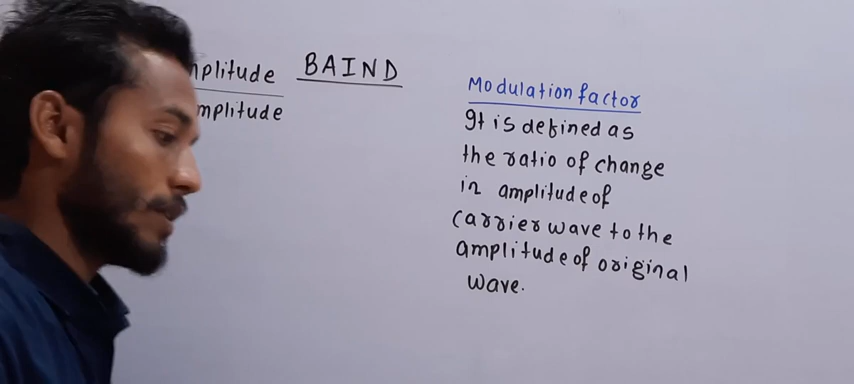 mplitude
mplitude
BAIND
Modulation factor
It is defined as
the ratio of change
in amplitude of
carrier wave to the
amplitude of original
wave.